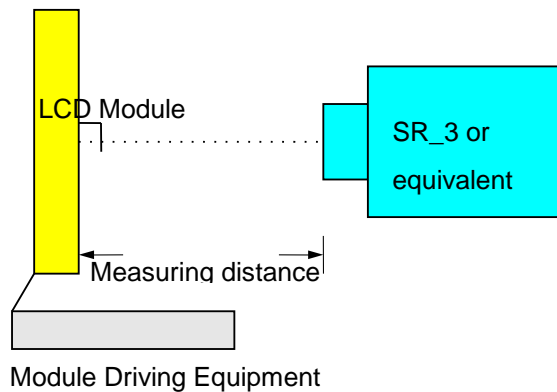 LCD Module
SR_3 or
equivalent
Measuring distance
Module Driving Equipment